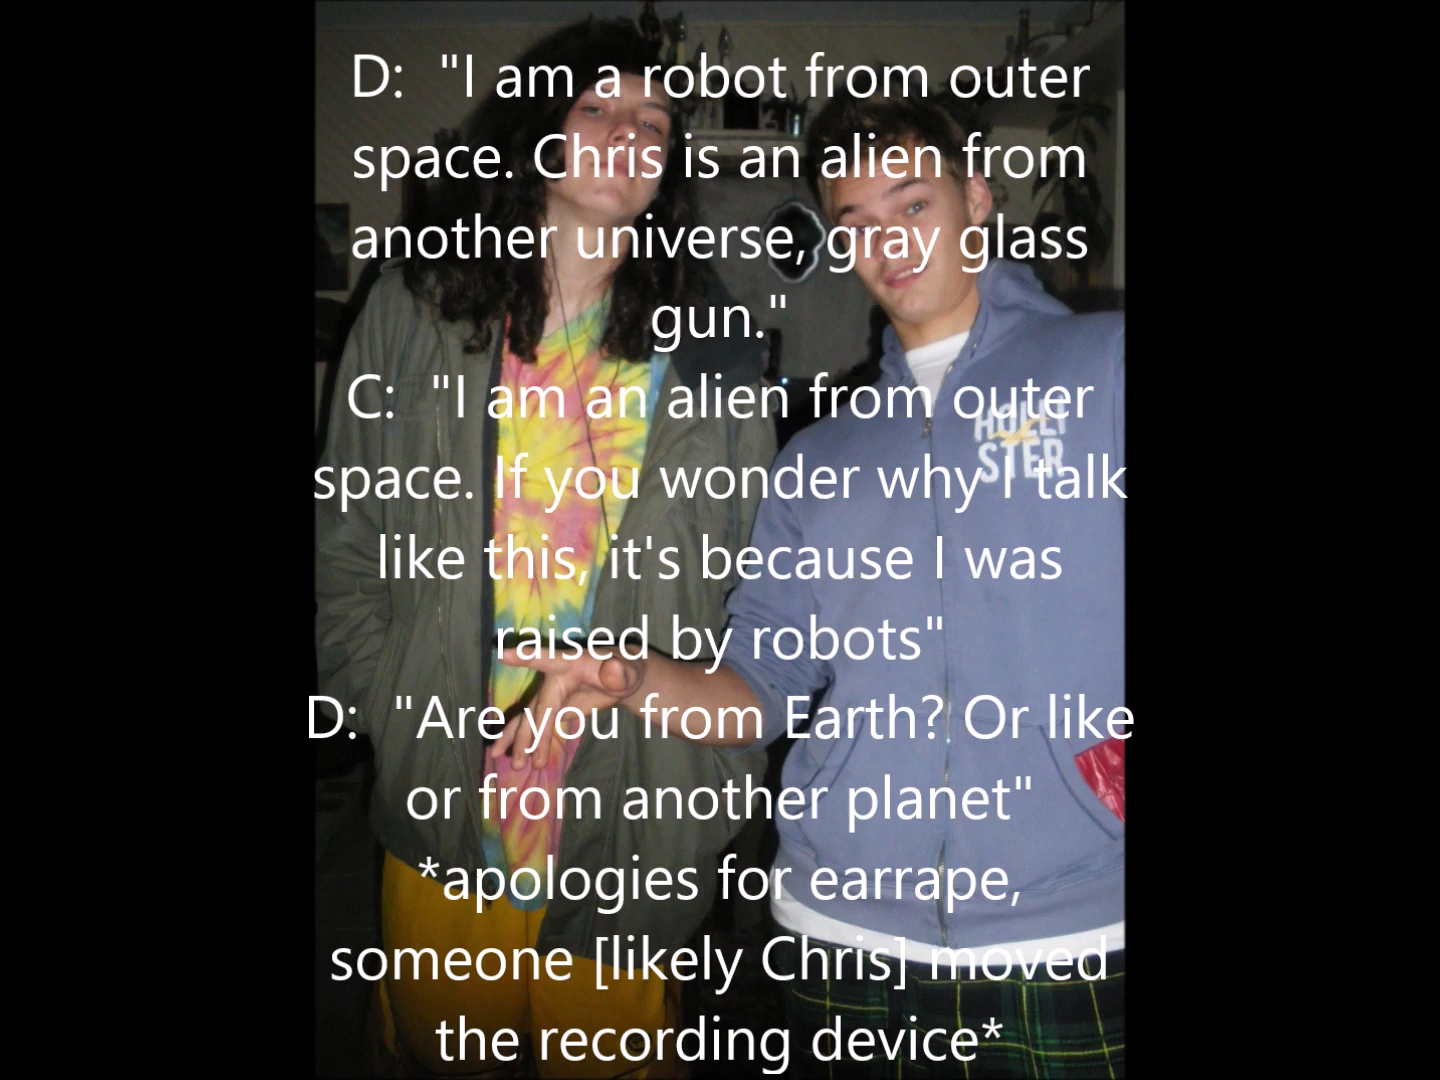 D:  "I am a robot from outer
space. Chris is an alien from
another universe, gray glass
gun."
C:  "I am an alien from outer
space. If you wonder why I talk
like this, it's because I was
raised by robots"
D:  "Are you from Earth? Or like
or from another planet"
*apologies for earrape,
someone [likely Chris] moved
the recording device*
HOLLI
STER